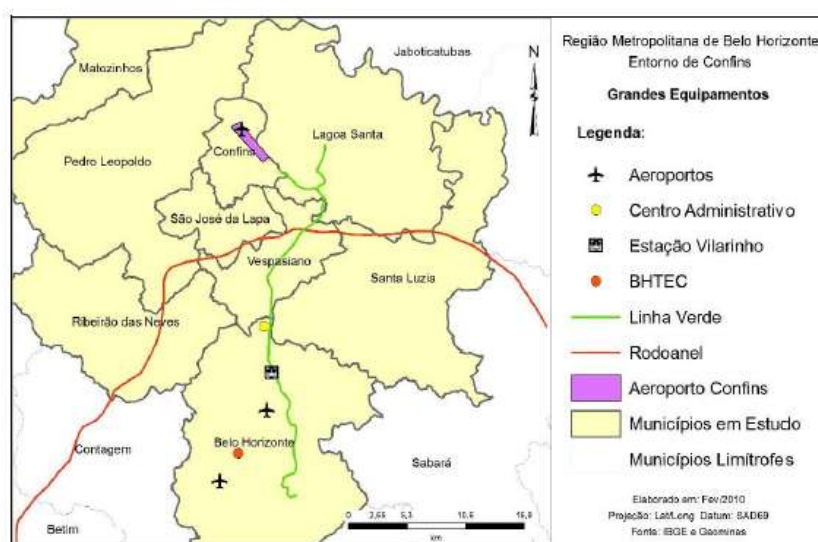 Jaboticatubas
Matozinhos
N
Lagoa Santa
Confins
Pedro Leopoldo
São José da Lapa
Vespasiano
Santa Luzia
Ribeirão das Neves
Belo Horizonte
Contagem
Sabará
Betim
km
Região Metropolitana de Belo Horizonte
Entorno de Confins
Grandes Equipamentos
Legenda:
Aeroportos
Centro Administrativo
Estação Vilarinho
BHTEC
Linha Verde
Rodoanel
Aeroporto Confins
Municípios em Estudo
Municípios Limítrofes
Elaborado em: Fev/2010
Projeção: Lat/Long Datum: SAD69
Fonte: IBGE e Geominas